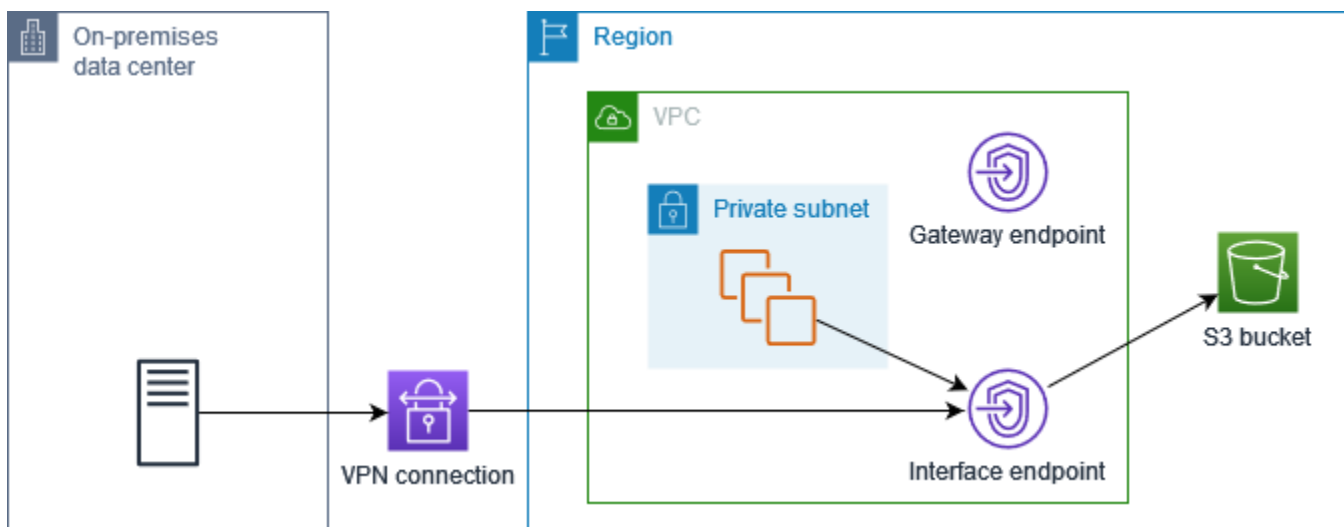 On-premises
data center
Region
VPC
Private subnet
Gateway endpoint
S3 bucket
VPN connection
Interface endpoint